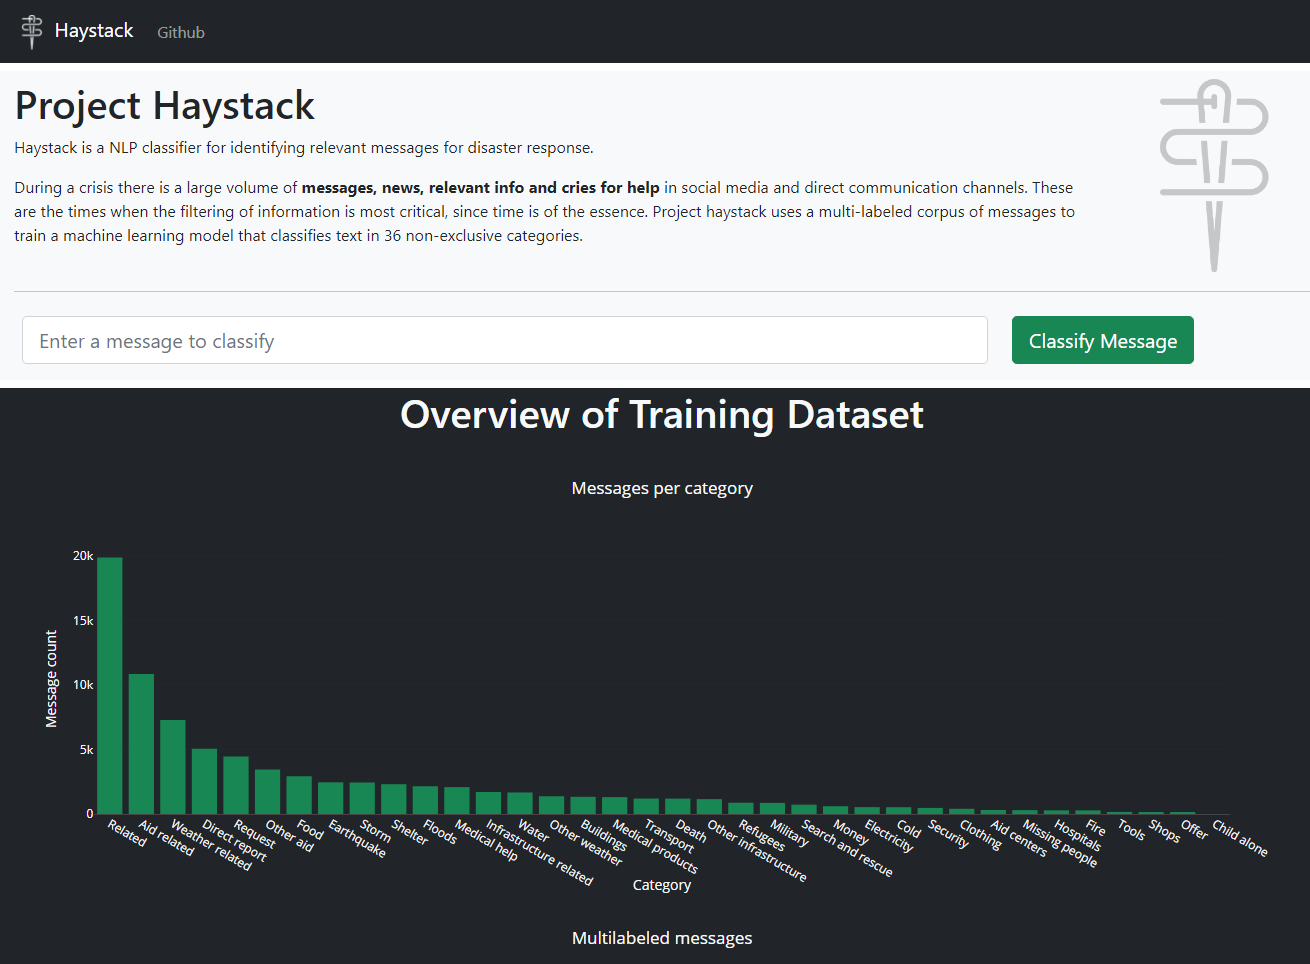 Haystack Github
Project Haystack
Haystack is a NLP classifier for identifying relevant messages for disaster response.
During a crisis there is a large volume of messages, news, relevant info and cries for help in social media and direct communication channels. These
are the times when the filtering of information is most critical, since time is of the essence. Project haystack uses a multi-labeled corpus of messages to
train a machine learning model that classifies text in 36 non-exclusive categories.
Enter a message to classify
Classify Message
Overview of Training Dataset
Messages per category
20k
15k
10k
5k
0
Message count
Related
Aid related
Weather related
Direct report
Request
Other aid
Food
Earthquake
Storm
Shelter
Floods
Medical help
Infrastructure related
Water
Other weather
Buildings
Medical products
Transport
Death
Other infrastructure
Refugees
Military
Search and rescue
Money
Electricity
Cold
Security
Clothing
Aid centers
Missing people
Hospitals
Fire
Tools
Shops
Offer
Child alone
Category
Multilabeled messages